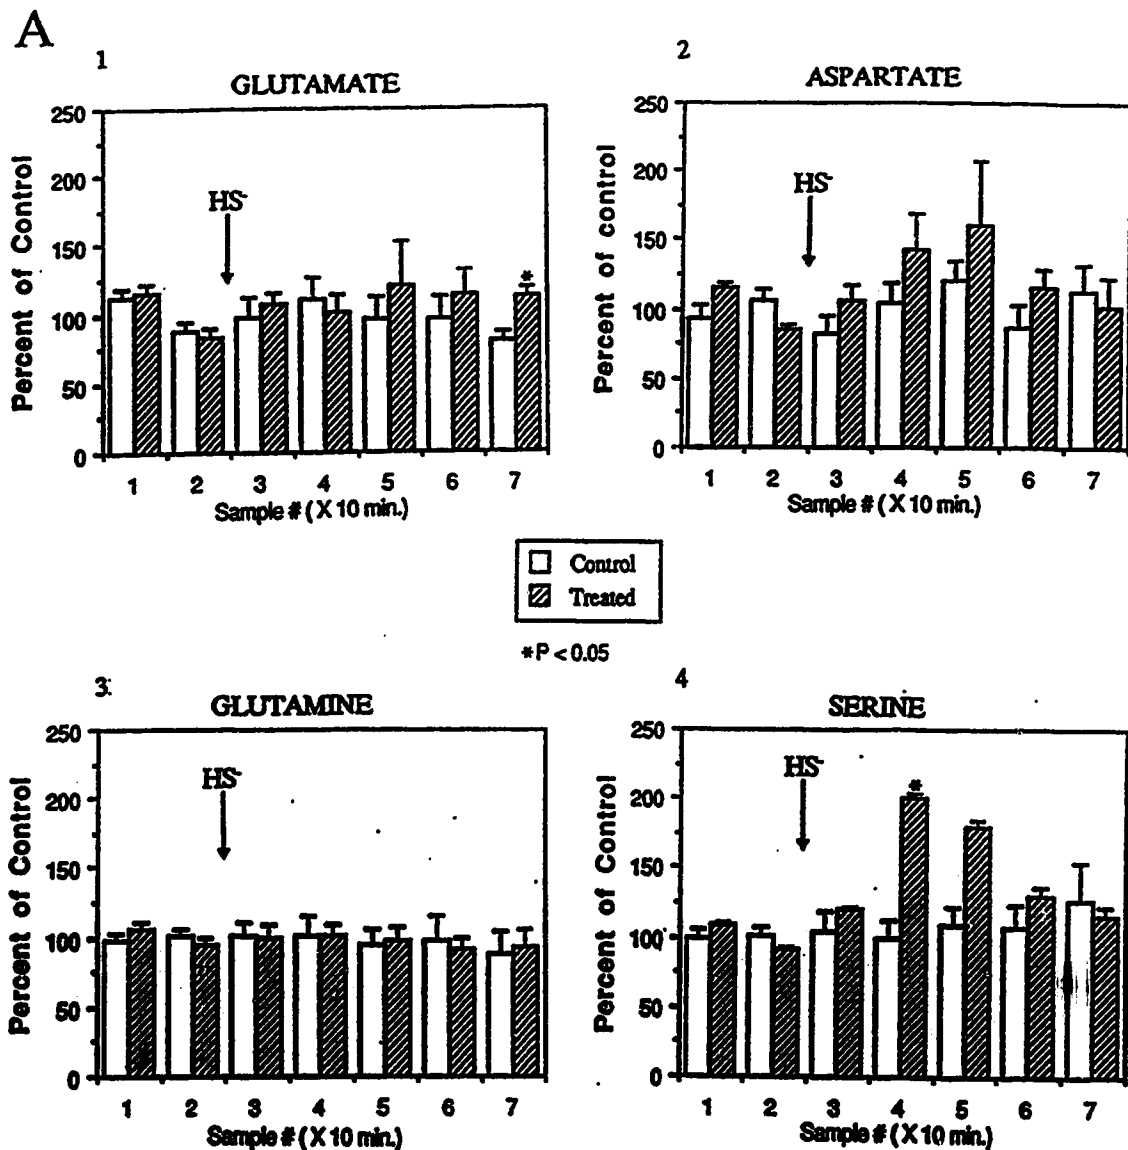 A
1
GLUTAMATE
250
200
150
100
50
0
Percent of Control
HS-
*
1 2 3 4 5 6 7
Sample # ( X 10 min.)
2
ASPARTATE
250
200
150
100
50
0
Percent of control
HS-
1 2 3 4 5 6 7
Sample # ( X 10 min.)
Control
Treated
*P < 0.05
3.
GLUTAMINE
250
200
150
100
50
0
Percent of Control
HS-
1 2 3 4 5 6 7
Sample # ( X 10 min.)
4
SERINE
250
200
150
100
50
0
Percent of Control
HS-
*
1 2 3 4 5 6 7
Sample # ( X 10 min.)